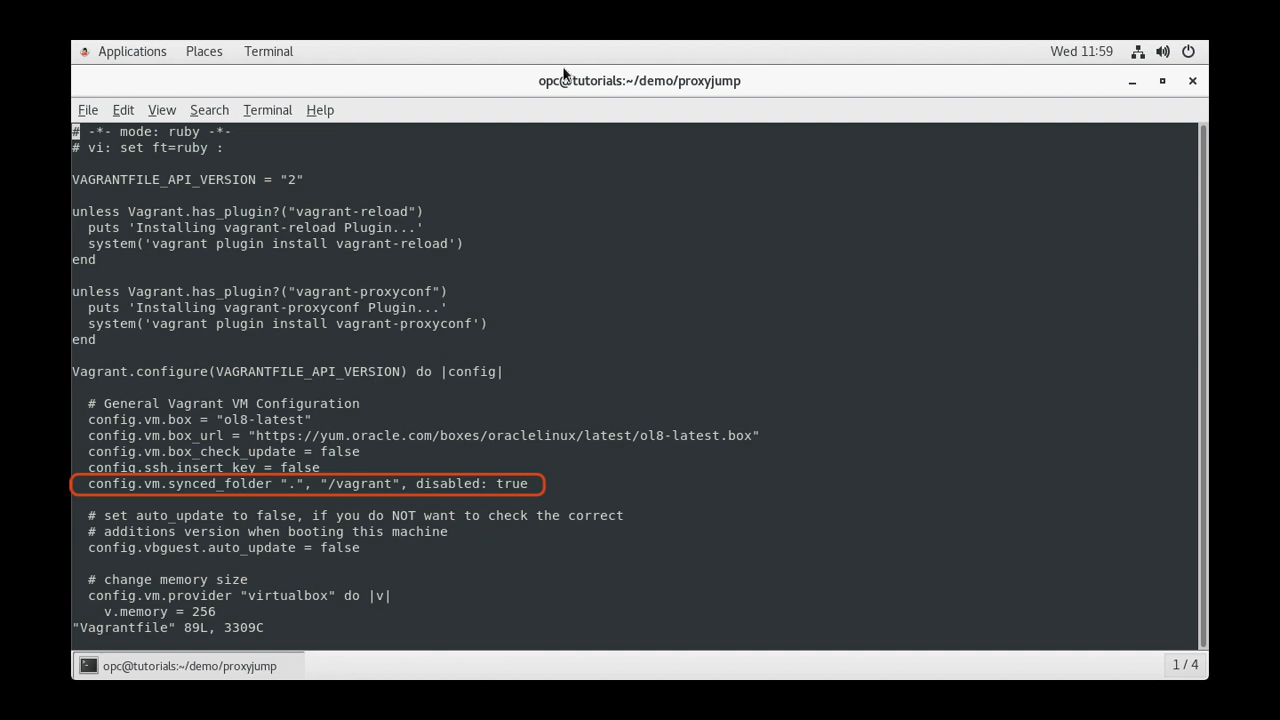 Applications Places Terminal Wed 11:59
opc@tutorials:~/demo/proxyjump
File Edit View Search Terminal Help
# -*- mode: ruby -*-
# vi: set ft=ruby :
VAGRANTFILE_API_VERSION = "2"
unless Vagrant.has_plugin?("vagrant-reload")
  puts 'Installing vagrant-reload Plugin...'
  system('vagrant plugin install vagrant-reload')
end
unless Vagrant.has_plugin?("vagrant-proxyconf")
  puts 'Installing vagrant-proxyconf Plugin...'
  system('vagrant plugin install vagrant-proxyconf')
end
Vagrant.configure(VAGRANTFILE_API_VERSION) do |config|
  # General Vagrant VM Configuration
  config.vm.box = "ol8-latest"
  config.vm.box_url = "https://yum.oracle.com/boxes/oraclelinux/latest/ol8-latest.box"
  config.vm.box_check_update = false
  config.ssh.insert_key = false
  config.vm.synced_folder ".", "/vagrant", disabled: true
  # set auto_update to false, if you do NOT want to check the correct
  # additions version when booting this machine
  config.vbguest.auto_update = false
  # change memory size
  config.vm.provider "virtualbox" do |v|
    v.memory = 256
"Vagrantfile" 89L, 3309C
opc@tutorials:~/demo/proxyjump 1 / 4